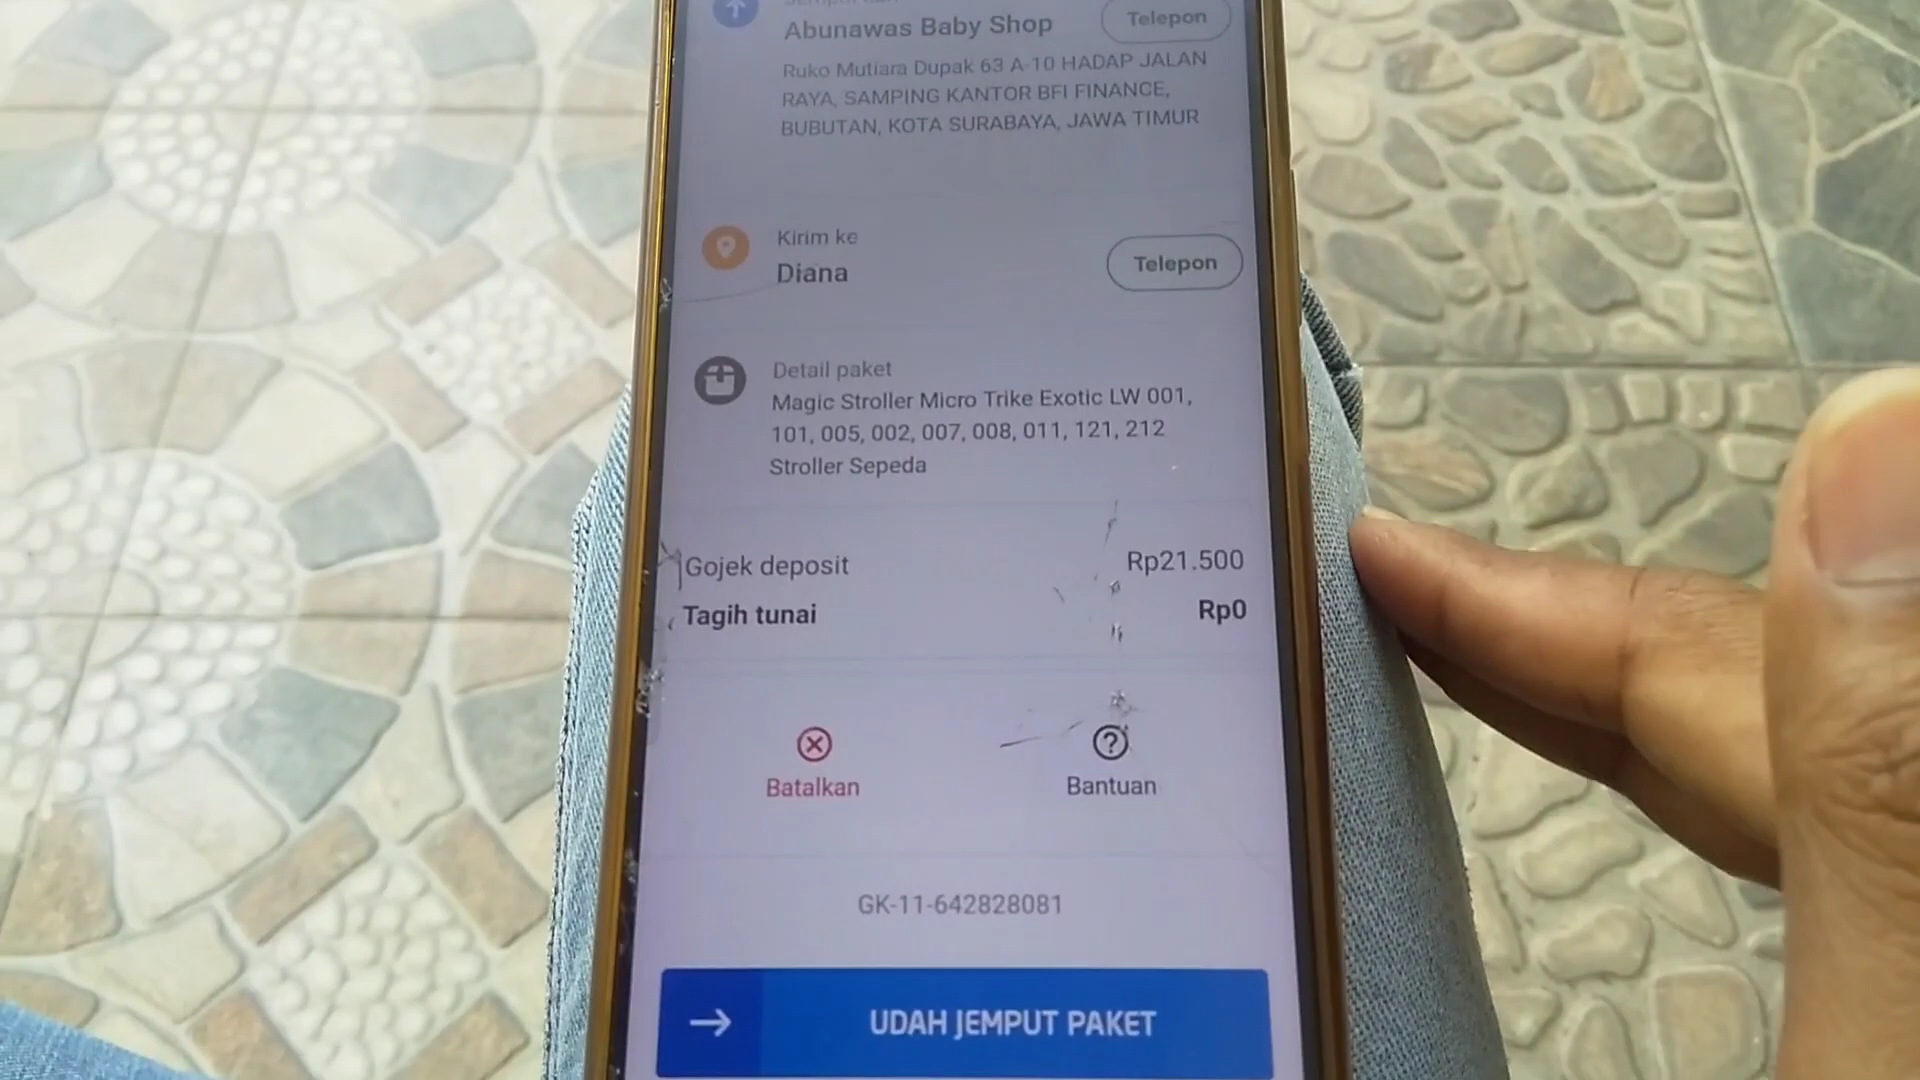 Abunawas Baby Shop
Telepon
Ruko Mutiara Dupak 63 A-10 HADAP JALAN
RAYA, SAMPING KANTOR BFI FINANCE,
BUBUTAN, KOTA SURABAYA, JAWA TIMUR
Kirim ke
Diana
Telepon
Detail paket
Magic Stroller Micro Trike Exotic LW 001,
101, 005, 002, 007, 008, 011, 121, 212
Stroller Sepeda
Gojek deposit
Rp21.500
Tagih tunai
Rp0
Batalkan
Bantuan
GK-11-642828081
UDAH JEMPUT PAKET